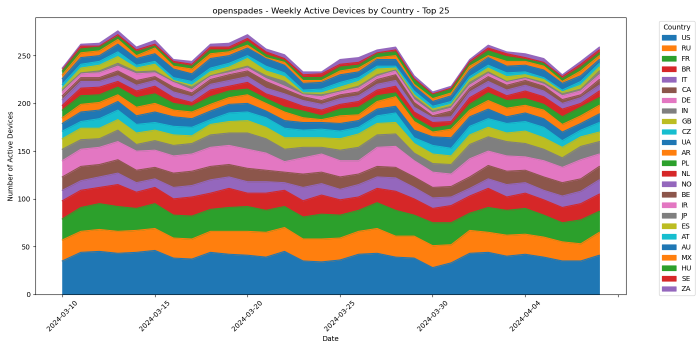 openspades - Weekly Active Devices by Country - Top 25
Number of Active Devices
250
200
150
100
50
0
2024-03-10
2024-03-15
2024-03-20
2024-03-25
2024-03-30
2024-04-04
Date
Country
US
RU
FR
BR
IT
CA
DE
IN
GB
CZ
UA
AR
PL
NL
NO
BE
IR
JP
ES
AT
AU
MX
HU
SE
ZA